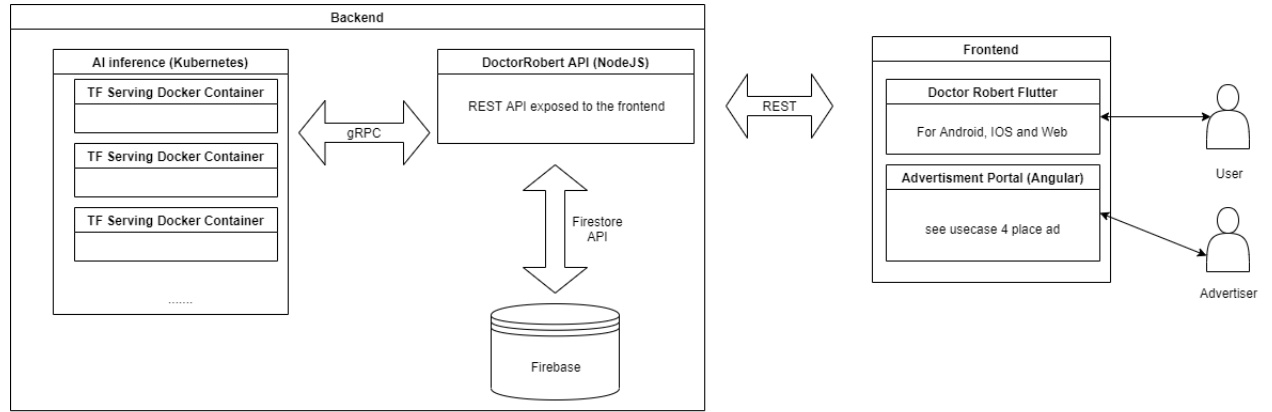 Backend
AI inference (Kubernetes)
TF Serving Docker Container
TF Serving Docker Container
TF Serving Docker Container
.......
gRPC
DoctorRobert API (NodeJS)
REST API exposed to the frontend
Firestore
API
Firebase
REST
Frontend
Doctor Robert Flutter
For Android, IOS and Web
Advertisment Portal (Angular)
see usecase 4 place ad
User
Advertiser